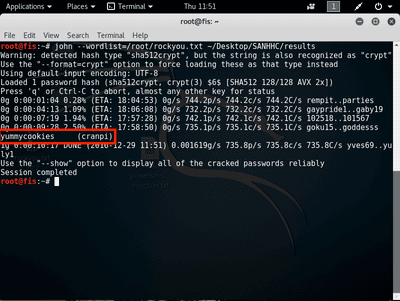 Applications ▾ Places ▾ Terminal ▾ Thu 11:51 1
root@fis: ~
File Edit View Search Terminal Help
root@fis:~# john --wordlist=/root/rockyou.txt ~/Desktop/SANHHC/results
Warning: detected hash type "sha512crypt", but the string is also recognized as "crypt"
Use the "--format=crypt" option to force loading these as that type instead
Using default input encoding: UTF-8
Loaded 1 password hash (sha512crypt, crypt(3) $6$ [SHA512 128/128 AVX 2x])
Press 'q' or Ctrl-C to abort, almost any other key for status
0g 0:00:01:04 0.28% (ETA: 18:04:53) 0g/s 744.2p/s 744.2c/s 744.2C/s rempit..parties
0g 0:00:04:13 1.09% (ETA: 18:06:08) 0g/s 732.2p/s 732.2c/s 732.2C/s gaypride1..gaby19
0g 0:00:07:19 1.94% (ETA: 17:57:28) 0g/s 742.1p/s 742.1c/s 742.1C/s 102518..101567
0g 0:00:09:28 2.50% (ETA: 17:58:50) 0g/s 735.1p/s 735.1c/s 735.1C/s goku15..goddesss
yummycookies (cranpi)
1g 0:00:10:17 DONE (2016-12-29 11:51) 0.001619g/s 735.8p/s 735.8c/s 735.8C/s yves69..yu
ly1
Use the "--show" option to display all of the cracked passwords reliably
Session completed
root@fis:~#